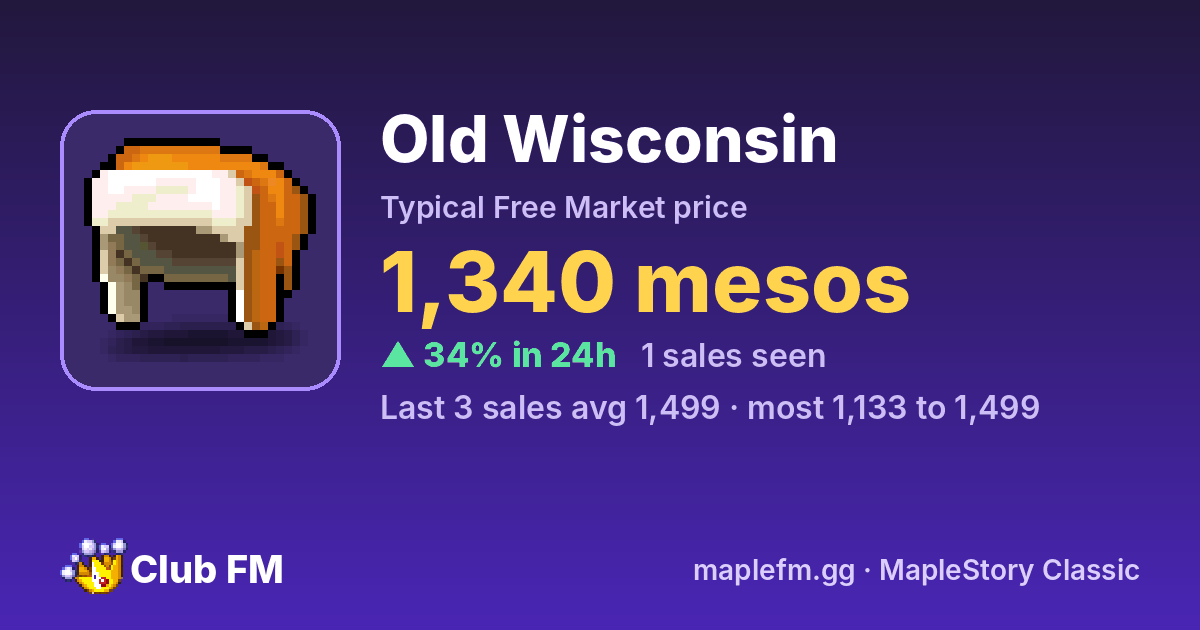 Old Wisconsin
Typical Free Market price
1,340 mesos
▲ 34% in 24h 1 sales seen
Last 3 sales avg 1,499 · most 1,133 to 1,499
Club FM
maplefm.gg · MapleStory Classic